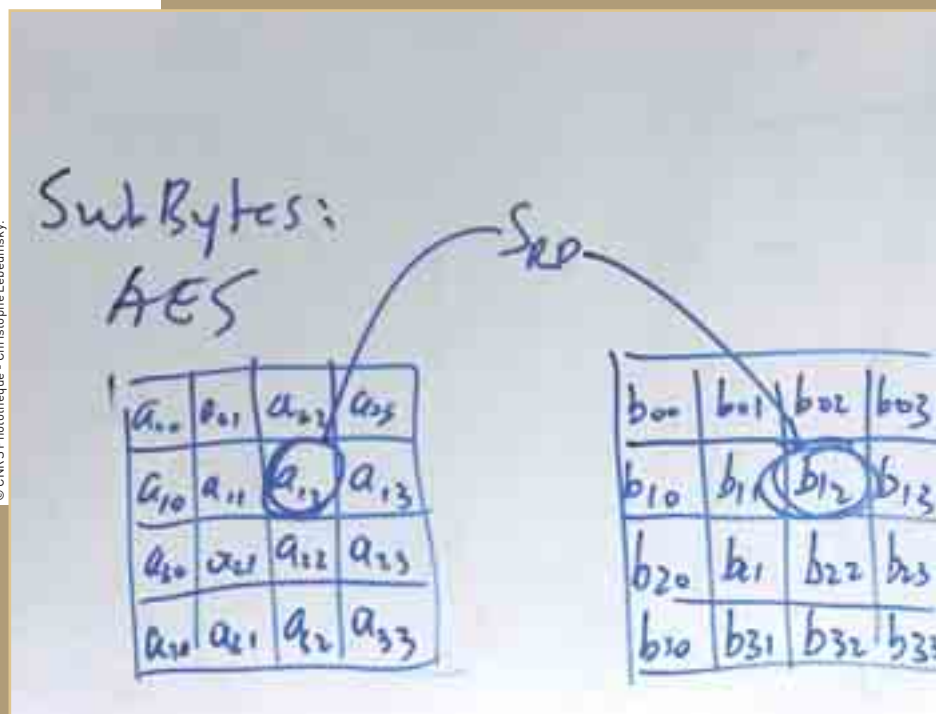 SubBytes:
AES
S_RD
a00 a01 a02 a03
a10 a11 a12 a13
a20 a21 a22 a23
a30 a31 a32 a33
b00 b01 b02 b03
b10 b11 b12 b13
b20 b21 b22 b23
b30 b31 b32 b33
© CNRS Photothèque - Christophe Lebedinsky.